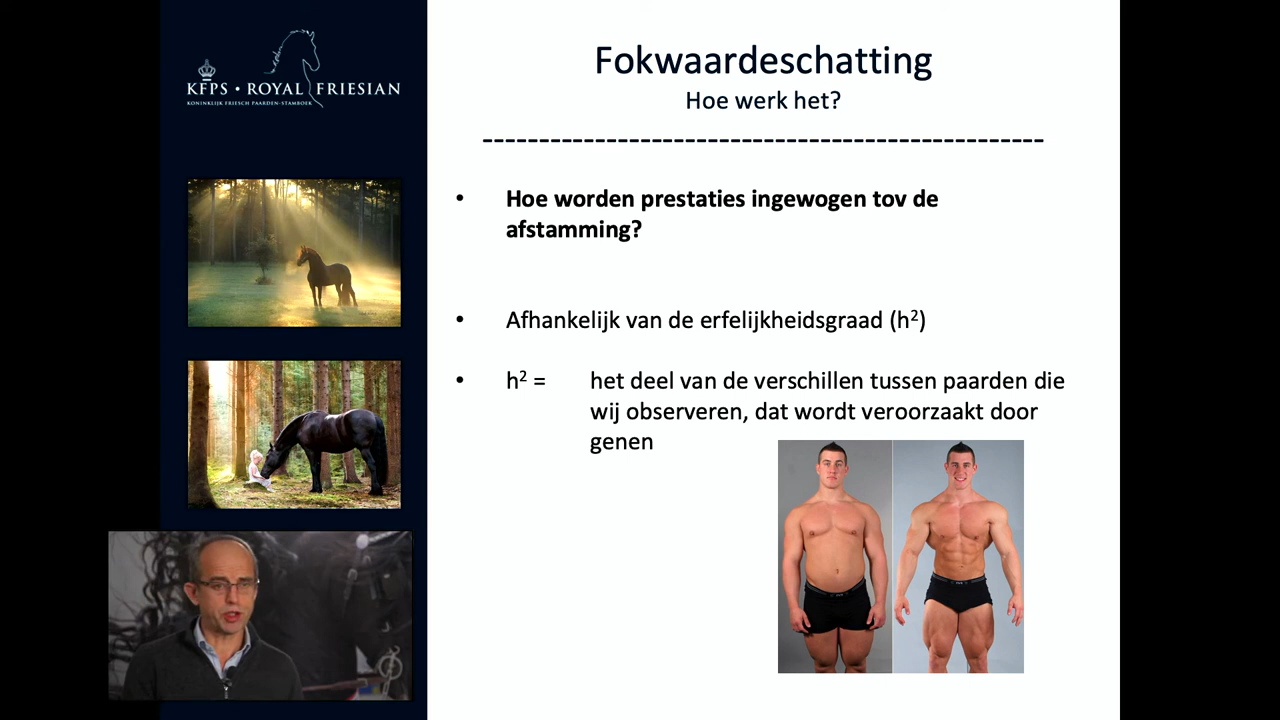 KFPS • ROYAL FRIESIAN
KONINKLIJK FRIESCH PAARDEN-STAMBOEK
Fokwaardeschatting
Hoe werk het?
--------------------------------------------------
• Hoe worden prestaties ingewogen tov de
afstamming?
• Afhankelijk van de erfelijkheidsgraad (h²)
• h² = het deel van de verschillen tussen paarden die
wij observeren, dat wordt veroorzaakt door
genen